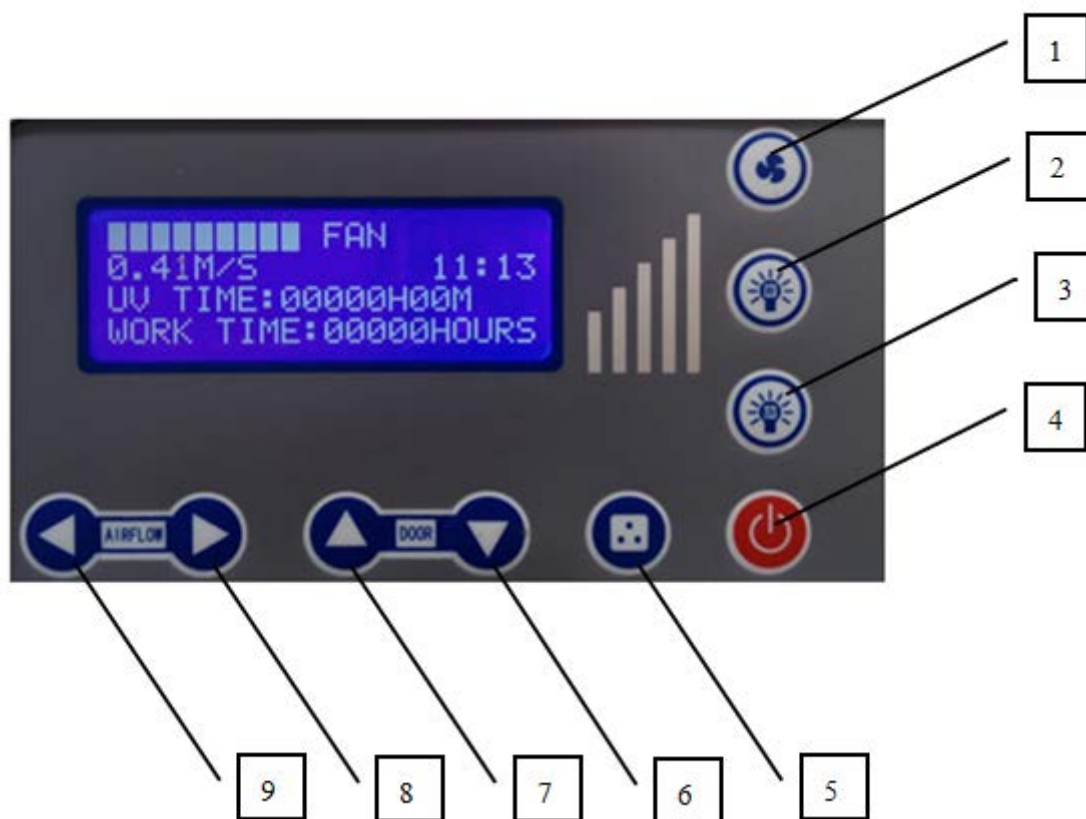 1
FAN
2
0.41M/S 11:13
UV TIME:00000H00M
3
WORK TIME:00000HOURS
4
AIRFLOW
DOOR
9
8
7
6
5